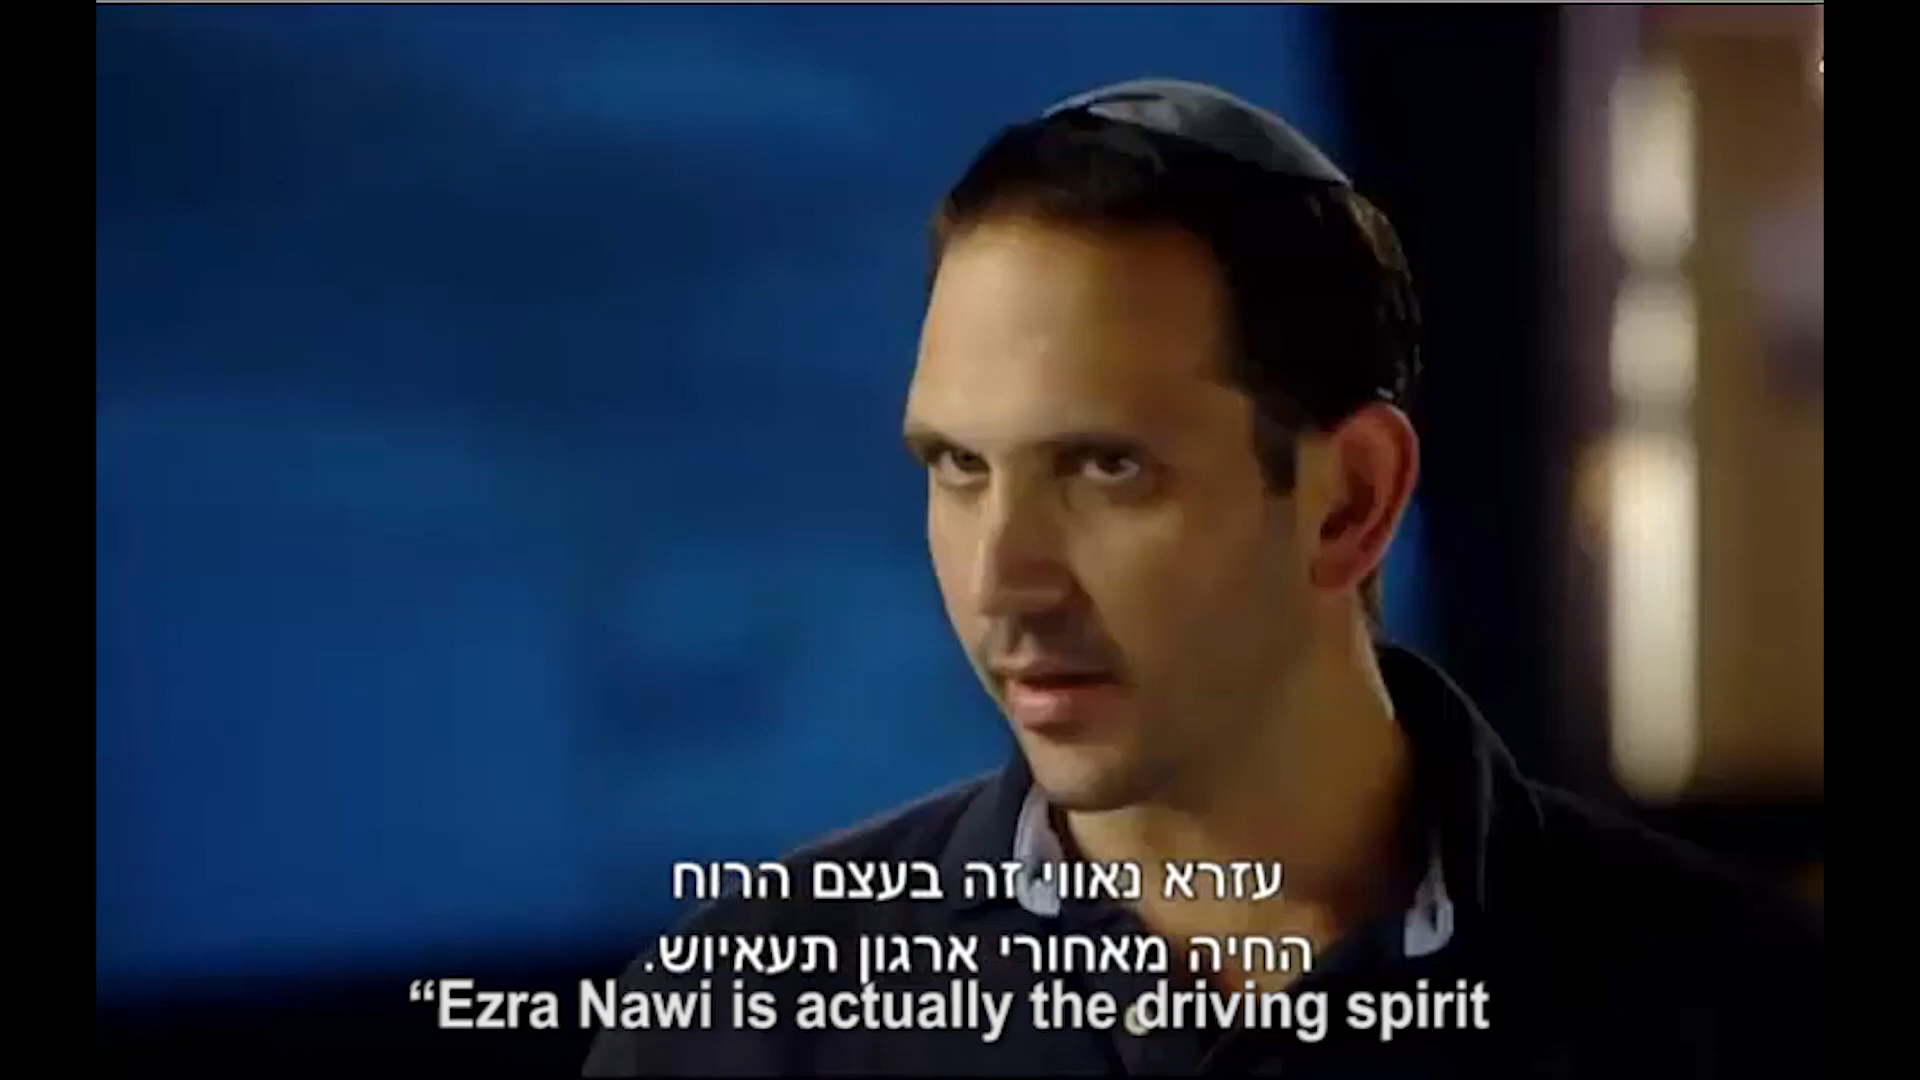 עזרא נאווי זה בעצם הרוח
החיה מאחורי ארגון תעאיוש.
“Ezra Nawi is actually the driving spirit